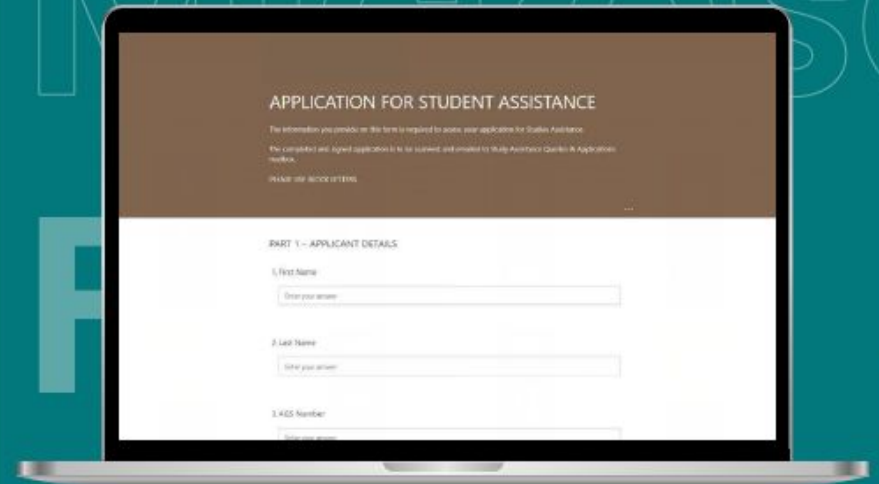 APPLICATION FOR STUDENT ASSISTANCE
The information you provide on this form is required to assess your application for Studies Assistance.
The completed and signed application is to be scanned and emailed to Study Assistance Queries & Applications
mailbox.
PLEASE USE BLOCK LETTERS
...
PART 1 – APPLICANT DETAILS
1. First Name
Enter your answer
2. Last Name
Enter your answer
3. AGS Number
Enter your answer